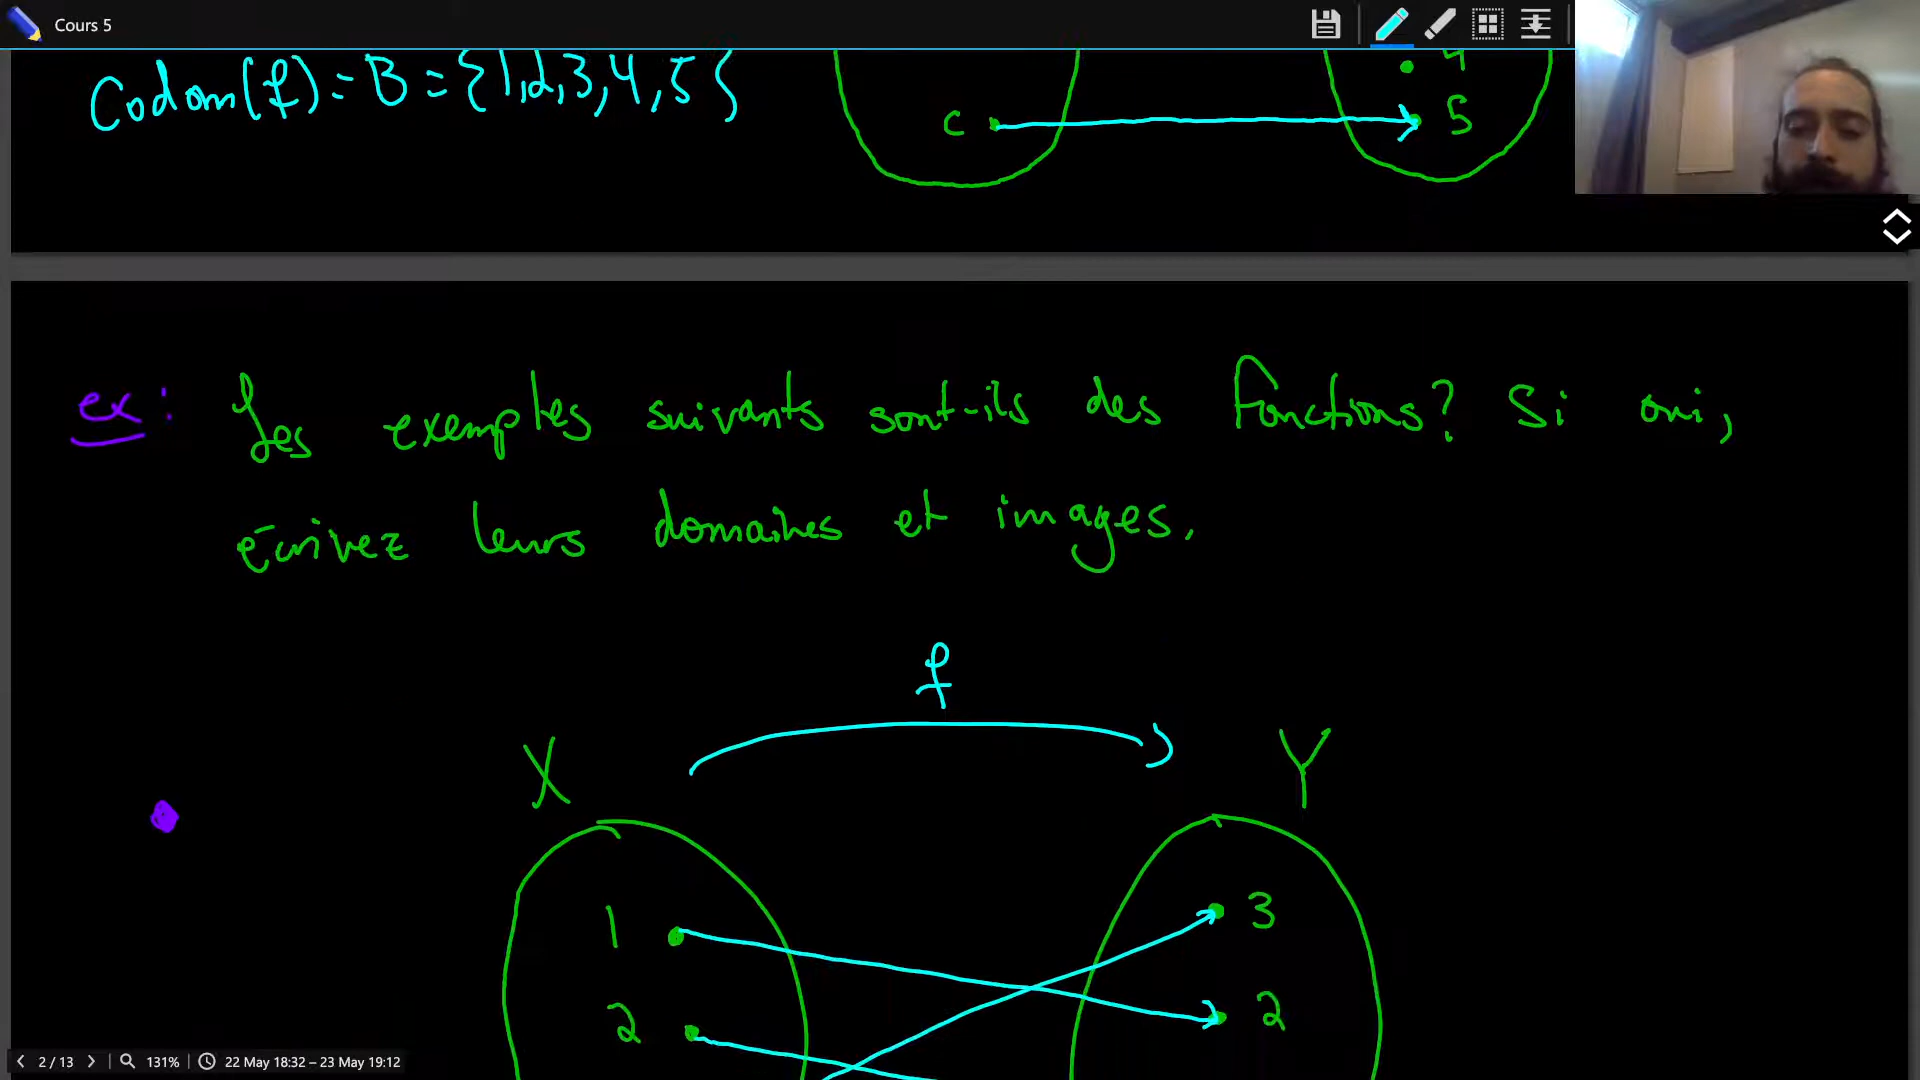 Cours 5
Codom(f) = B = {1,2,3,4,5}
4
c 5
ex: Les exemples suivants sont-ils des fonctions? Si oui,
écrivez leurs domaines et images.
f
X Y
1 3
2 2
2 / 13 131% 22 May 18:32 – 23 May 19:12